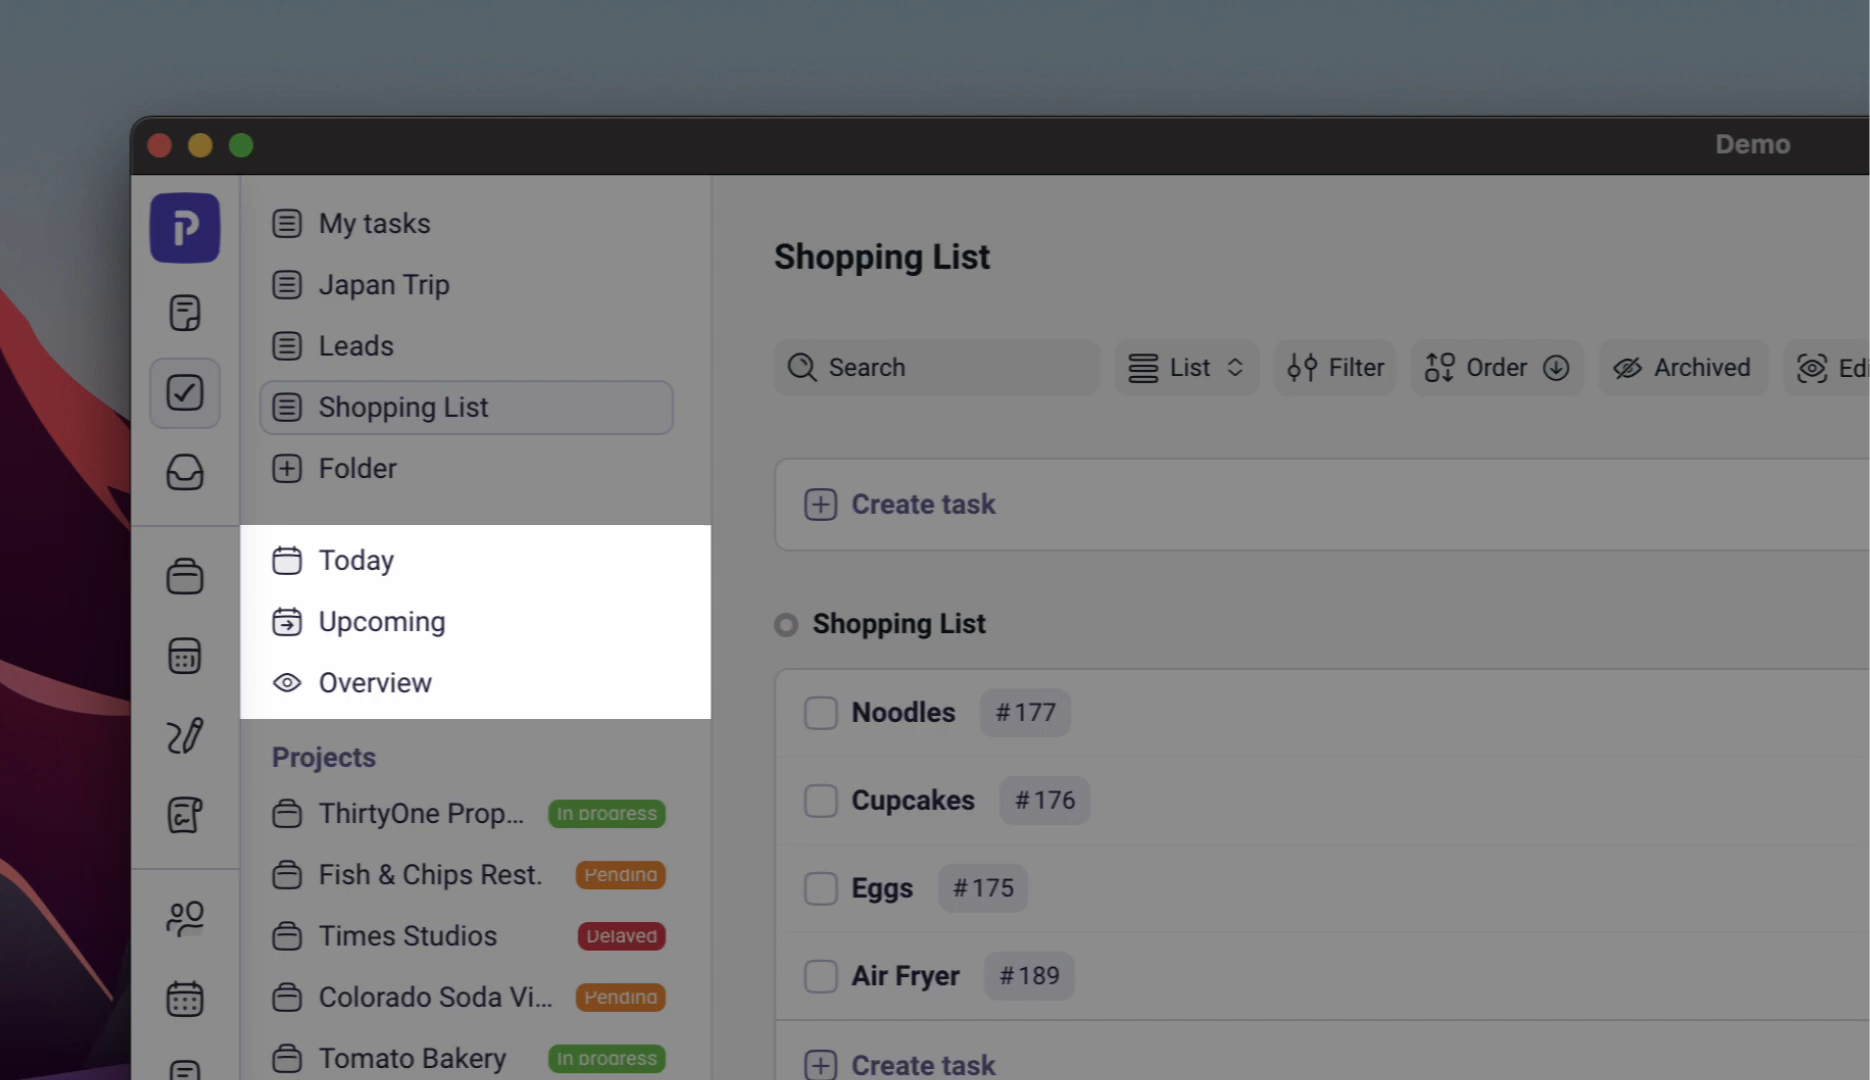 Demo
P
My tasks
Japan Trip
Leads
Shopping List
Folder
Today
Upcoming
Overview
Projects
ThirtyOne Prop... In progress
Fish & Chips Rest. Pending
Times Studios Delayed
Colorado Soda Vi... Pending
Tomato Bakery In progress
Shopping List
Search List Filter Order Archived Edi
Create task
Shopping List
Noodles #177
Cupcakes #176
Eggs #175
Air Fryer #189
Create task